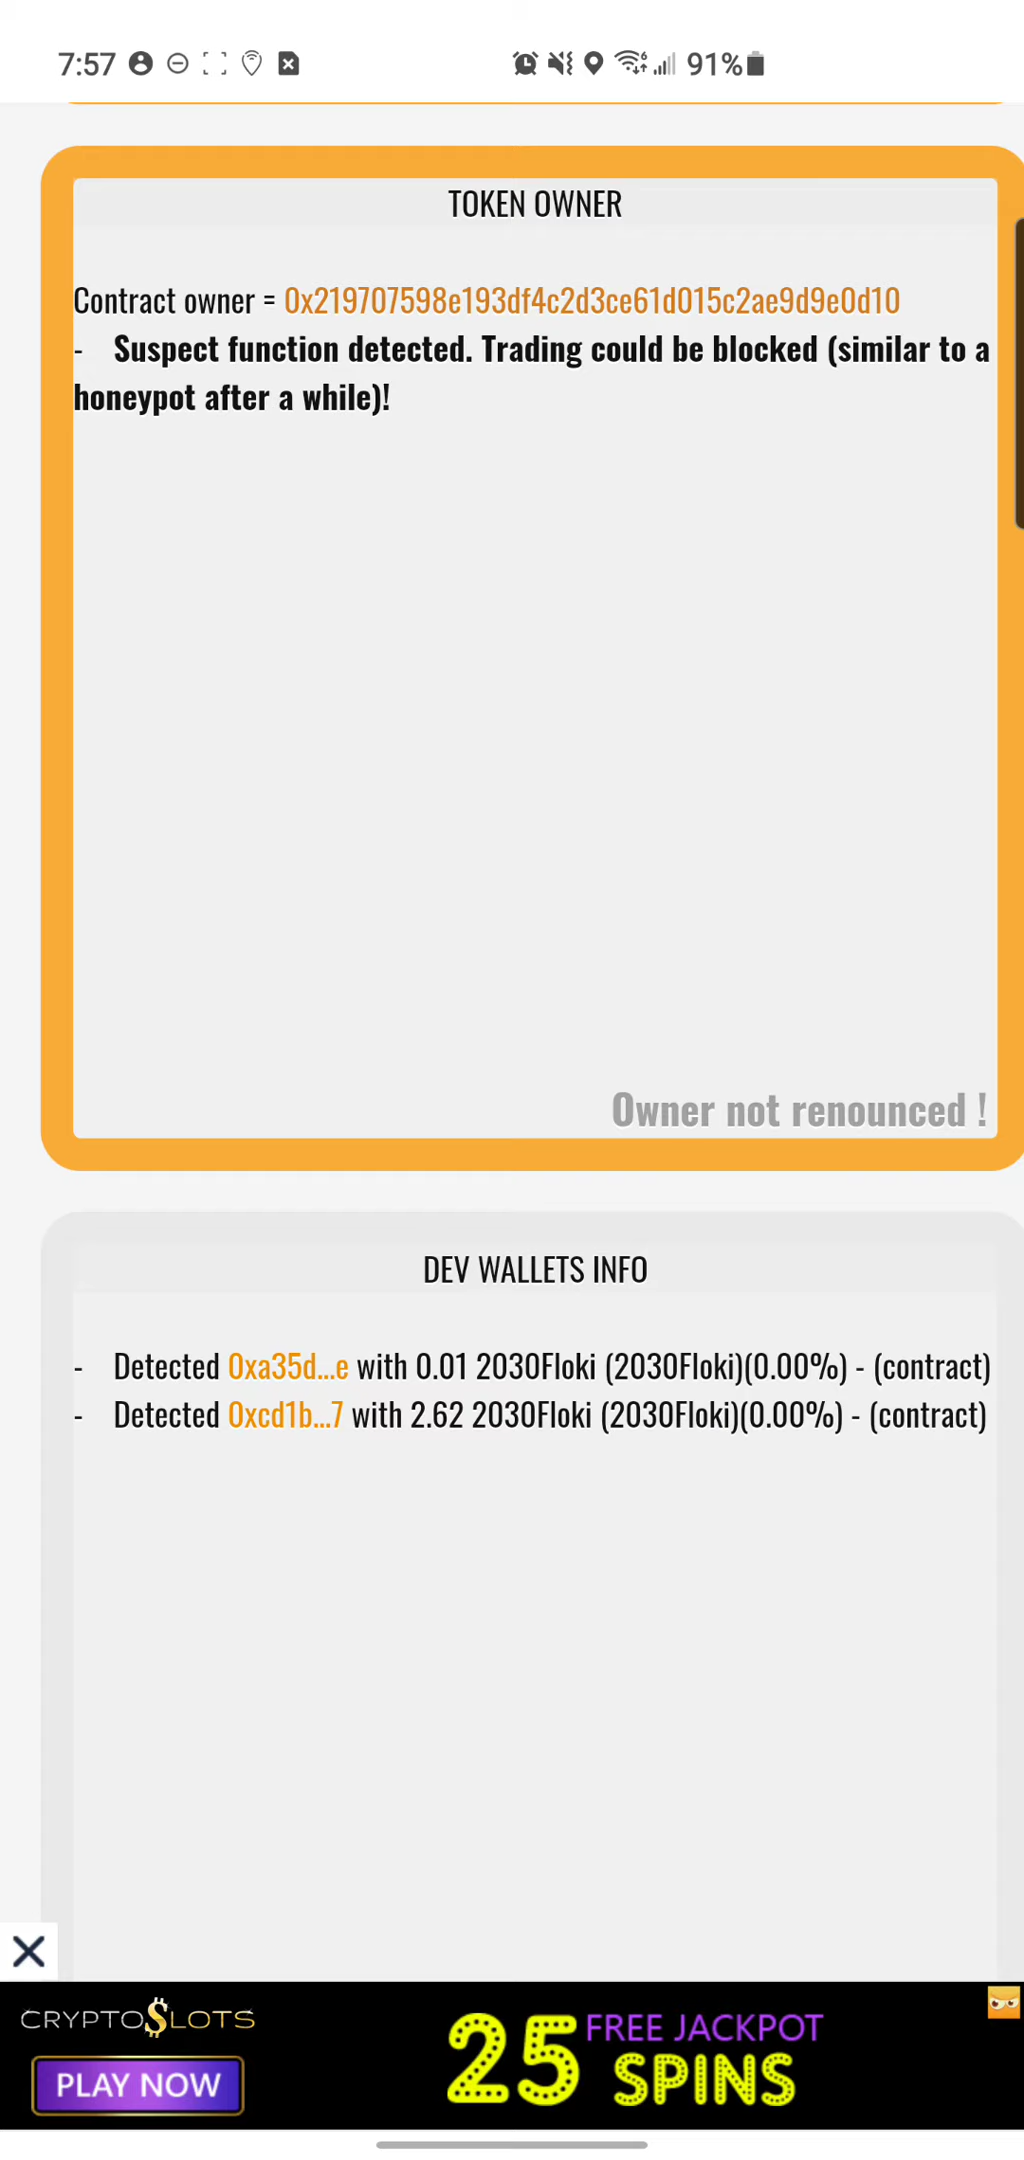 7:57 91%
TOKEN OWNER
Contract owner = 0x219707598e193df4c2d3ce61d015c2ae9d9e0d10
- Suspect function detected. Trading could be blocked (similar to a
honeypot after a while)!
Owner not renounced !
DEV WALLETS INFO
- Detected 0xa35d...e with 0.01 2030Floki (2030Floki)(0.00%) - (contract)
- Detected 0xcd1b...7 with 2.62 2030Floki (2030Floki)(0.00%) - (contract)
CRYPTO$LOTS
PLAY NOW
25 FREE JACKPOT
SPINS